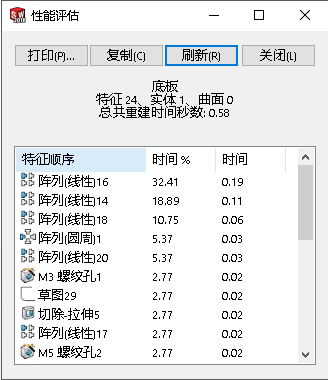 性能评估
打印(P)...
复制(C)
刷新(R)
关闭(L)
底板
特征 24、实体 1、曲面 0
总共重建时间秒数: 0.58
特征顺序 时间 % 时间
阵列(线性)16 32.41 0.19
阵列(线性)14 18.89 0.11
阵列(线性)18 10.75 0.06
阵列(圆周)1 5.37 0.03
阵列(线性)20 5.37 0.03
M3 螺纹孔1 2.77 0.02
草图29 2.77 0.02
切除-拉伸5 2.77 0.02
阵列(线性)17 2.77 0.02
M5 螺纹孔2 2.77 0.02